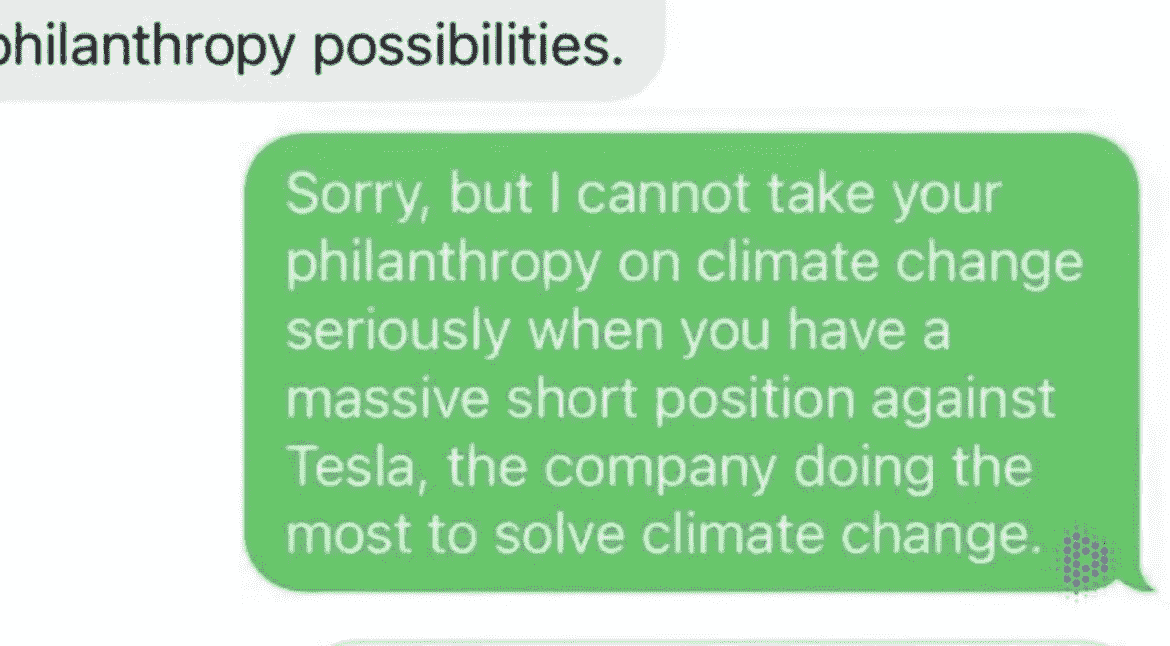 philanthropy possibilities.
Sorry, but I cannot take your
philanthropy on climate change
seriously when you have a
massive short position against
Tesla, the company doing the
most to solve climate change.